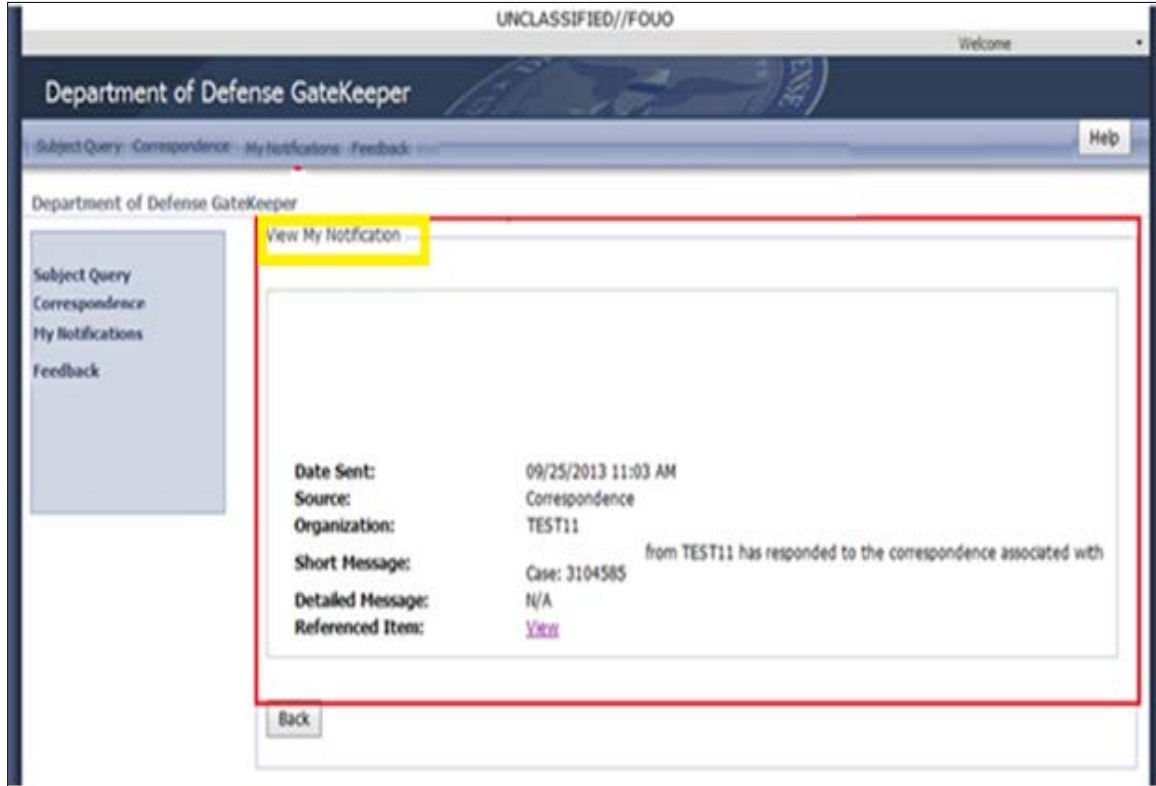 UNCLASSIFIED//FOUO
Welcome
Department of Defense GateKeeper
Subject Query Correspondence My Notifications Feedback
Help
Department of Defense GateKeeper
View My Notification
Subject Query
Correspondence
My Notifications
Feedback
Date Sent: 09/25/2013 11:03 AM
Source: Correspondence
Organization: TEST11
Short Message: from TEST11 has responded to the correspondence associated with
Case: 3104585
Detailed Message: N/A
Referenced Item: View
Back